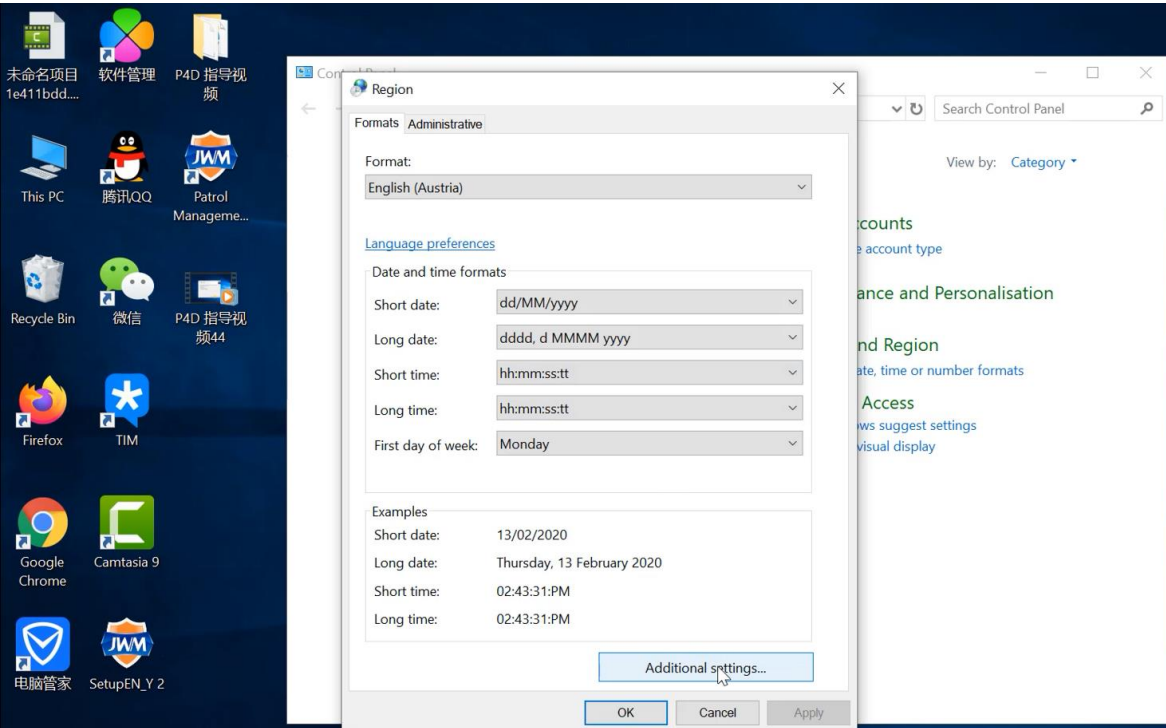 未命名项目
1e411bdd....
软件管理
P4D 指导视
频
This PC
腾讯QQ
JWM
Patrol
Manageme...
Recycle Bin
微信
P4D 指导视
频44
Firefox
TIM
Google
Chrome
Camtasia 9
电脑管家
JWM
SetupEN_Y 2
Search Control Panel
View by: Category
ccounts
e account type
ance and Personalisation
nd Region
ate, time or number formats
Access
ows suggest settings
visual display
Region
Formats
Administrative
Format:
English (Austria)
Language preferences
Date and time formats
Short date: dd/MM/yyyy
Long date: dddd, d MMMM yyyy
Short time: hh:mm:ss:tt
Long time: hh:mm:ss:tt
First day of week: Monday
Examples
Short date: 13/02/2020
Long date: Thursday, 13 February 2020
Short time: 02:43:31:PM
Long time: 02:43:31:PM
Additional settings...
OK
Cancel
Apply